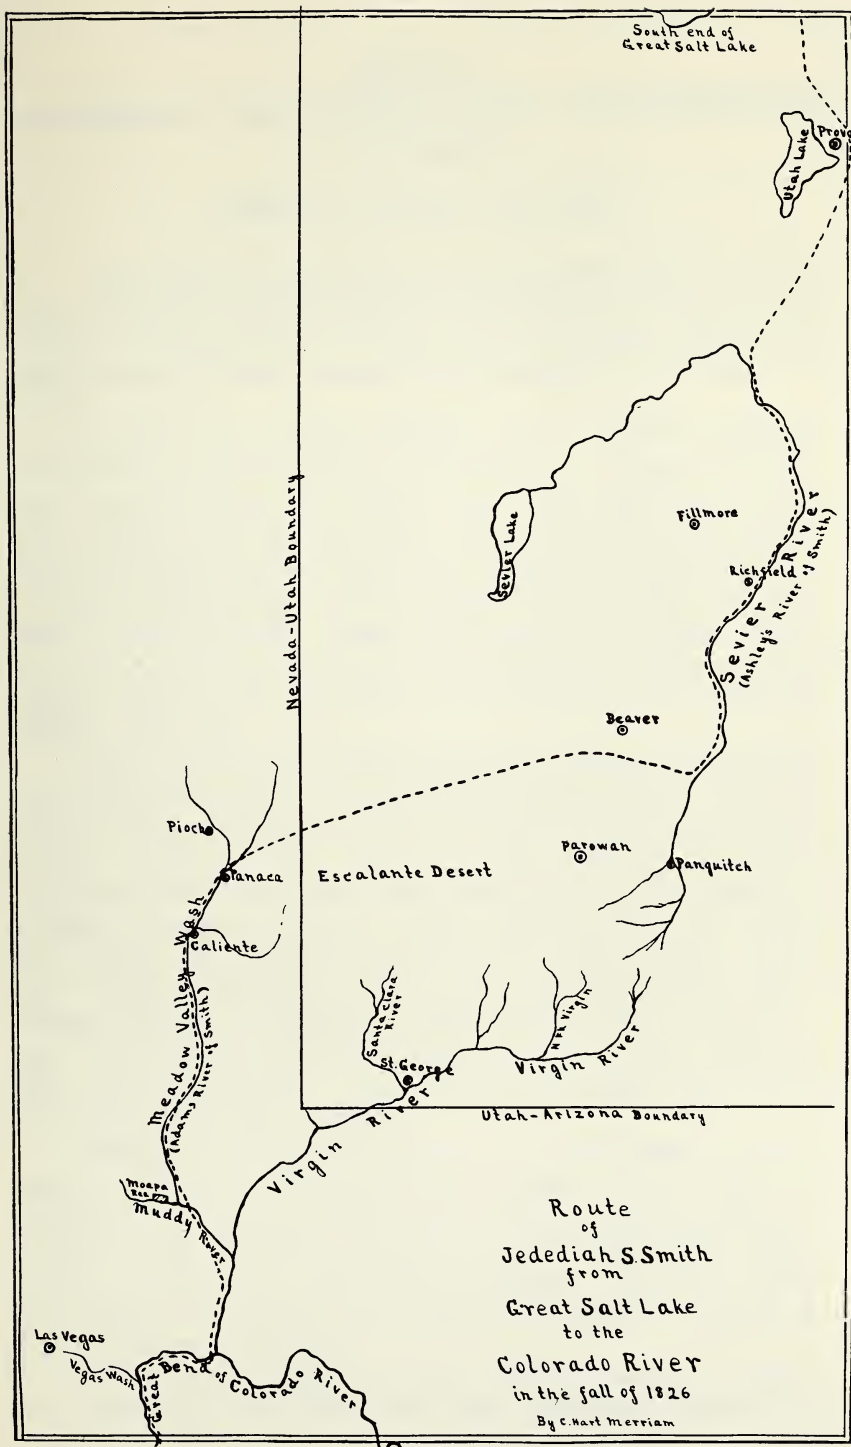 South end of
Great Salt Lake
Utah Lake
Nevada-Utah Boundary
Sevier Lake
Fillmore
Richfield
Sevier River
(Ashley's River of Smith)
Beaver
Pioch
Parowan
Panaca
Escalante Desert
Panquitch
Meadow Valley Wash
(Adams River of Smith)
Caliente
Santa Clara
River
N Fk Virgin
Virgin River
St. George
Utah-Arizona Boundary
Virgin River
Moapa
Res
Muddy River
Las Vegas
Vegas Wash
Great Bend of Colorado River
Route
of
Jedediah S. Smith
from
Great Salt Lake
to the
Colorado River
in the fall of 1826
By C. Hart Merriam